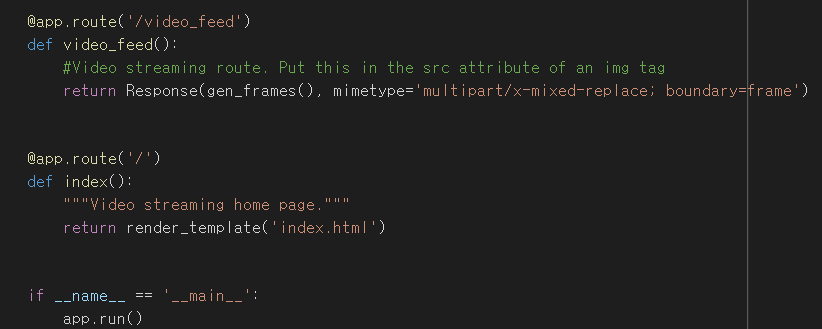 @app.route('/video_feed')
def video_feed():
    #Video streaming route. Put this in the src attribute of an img tag
    return Response(gen_frames(), mimetype='multipart/x-mixed-replace; boundary=frame')
@app.route('/')
def index():
    """Video streaming home page."""
    return render_template('index.html')
if __name__ == '__main__':
    app.run()